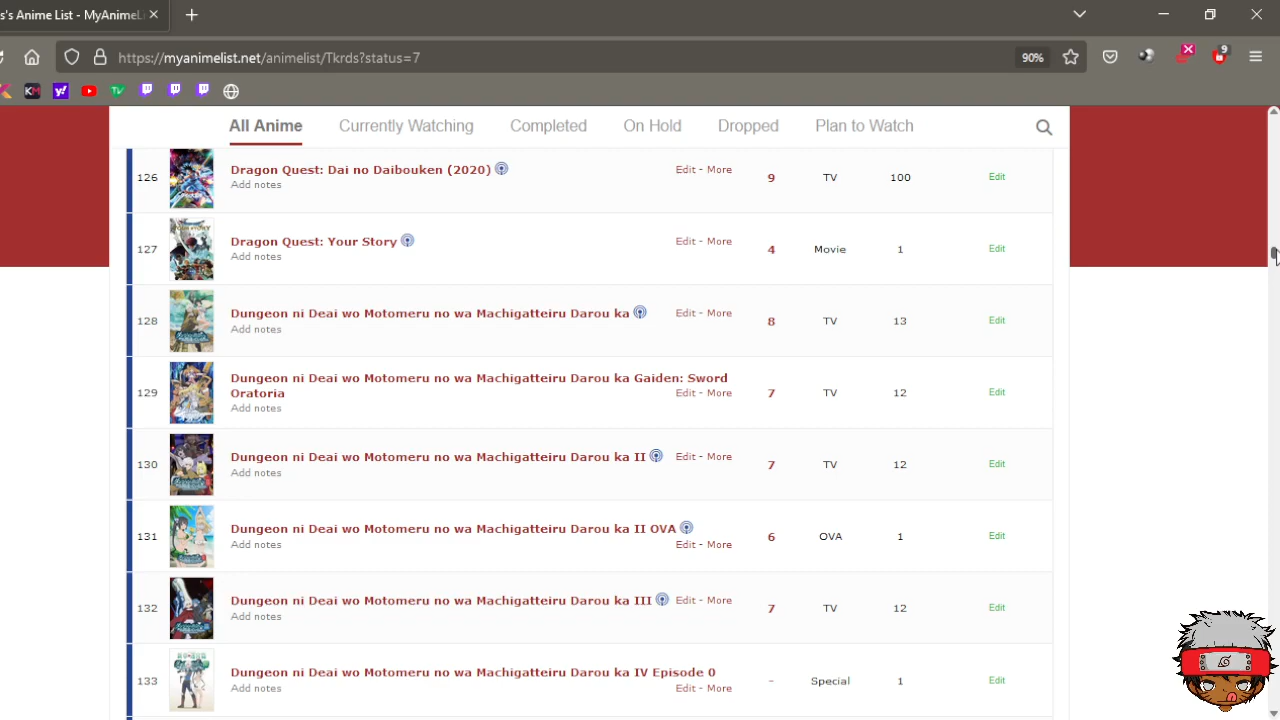 s's Anime List - MyAnimeL
https://myanimelist.net/animelist/Tkrds?status=7
90%
9
KM
y!
TV
All Anime
Currently Watching
Completed
On Hold
Dropped
Plan to Watch
126
Dragon Quest: Dai no Daibouken (2020)
Edit - More
9
TV
100
Edit
Add notes
127
Dragon Quest: Your Story
Edit - More
4
Movie
1
Edit
Add notes
128
Dungeon ni Deai wo Motomeru no wa Machigatteiru Darou ka
Edit - More
8
TV
13
Edit
Add notes
129
Dungeon ni Deai wo Motomeru no wa Machigatteiru Darou ka Gaiden: Sword
Oratoria
Edit - More
7
TV
12
Edit
Add notes
130
Dungeon ni Deai wo Motomeru no wa Machigatteiru Darou ka II
Edit - More
7
TV
12
Edit
Add notes
131
Dungeon ni Deai wo Motomeru no wa Machigatteiru Darou ka II OVA
Edit - More
6
OVA
1
Edit
Add notes
132
Dungeon ni Deai wo Motomeru no wa Machigatteiru Darou ka III
Edit - More
7
TV
12
Edit
Add notes
133
Dungeon ni Deai wo Motomeru no wa Machigatteiru Darou ka IV Episode 0
Edit - More
-
Special
1
Edit
Add notes